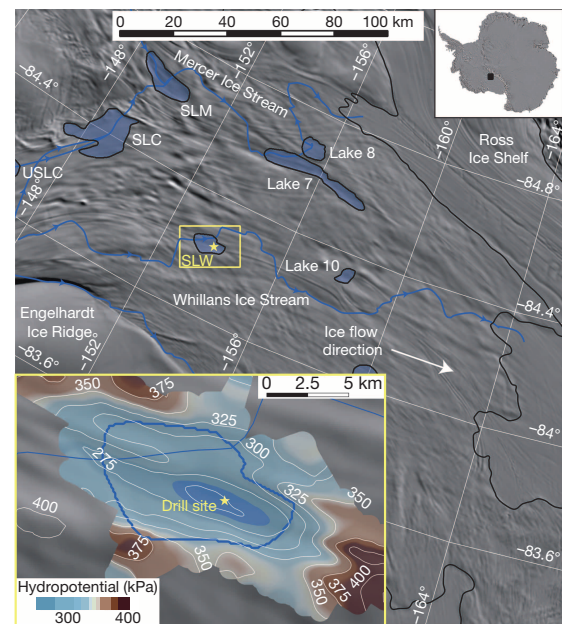 0 20 40 60 80 100 km
−84.4°
−148°
−152°
−156°
Mercer Ice Stream
SLM
SLC
USLC
−148°
−160°
Ross
Ice Shelf
−164°
Lake 8
Lake 7
−84.8°
SLW
Lake 10
Whillans Ice Stream
−84.4°
Engelhardt
Ice Ridge
−152°
−83.6°
−156°
Ice flow
direction
−84°
−83.6°
−164°
0 2.5 5 km
350
375
325
300
275
325
350
400
Drill site
375
350
350
375
400
Hydropotential (kPa)
300 400